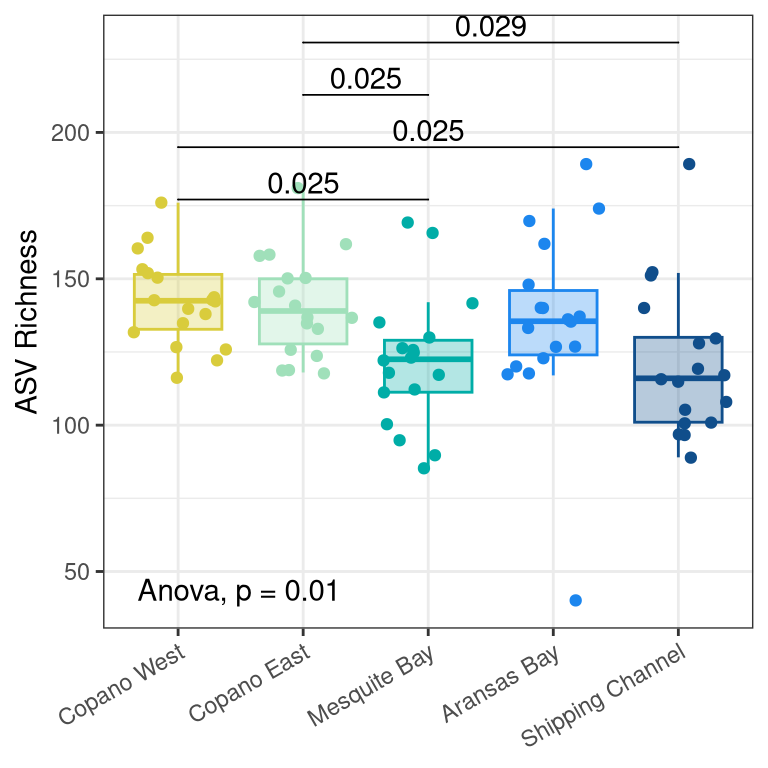 0.029
0.025
0.025
0.025
ASV Richness
200
150
100
50
Anova, p = 0.01
Copano West
Copano East
Mesquite Bay
Aransas Bay
Shipping Channel